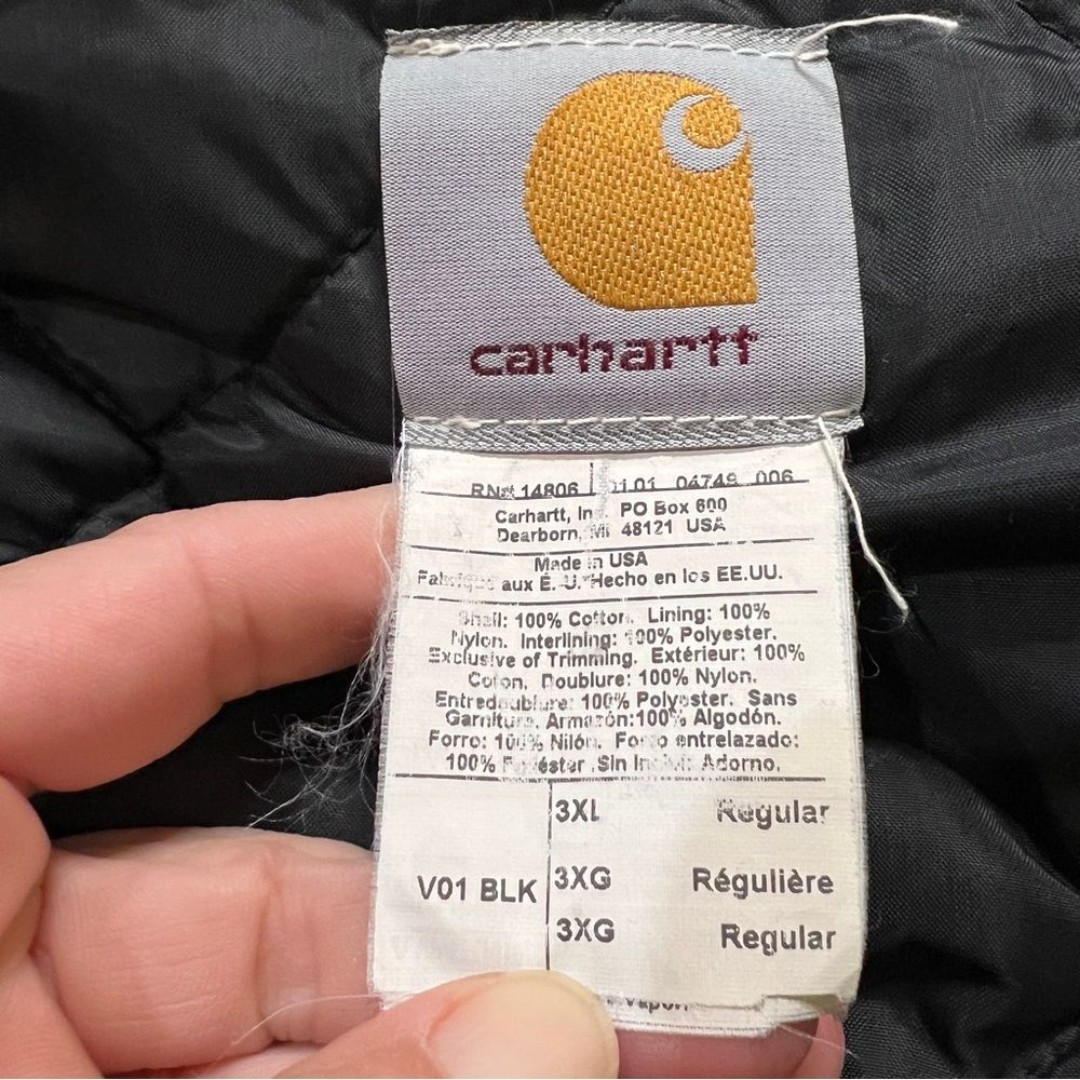 carhartt
RN# 14806 04749 006
Carhartt, In. PO Box 600
Dearborn, MI 48121 USA
Made in USA
aux É.-U. Hecho en los EE.UU.
Shell: 100% Cotton. Lining: 100%
Nylon. Interlining: 100% Polyester.
Exclusive of Trimming. Extérieur: 100%
Coton. Doublure: 100% Nylon.
Entredoublure: 100% Polyester. Sans
Garniture. Armazón:100% Algodón.
Forro: 100% Nilón. entrelazado:
100% Sin Adorno.
3XL Regular
V01 BLK 3XG Régulière
3XG Regular